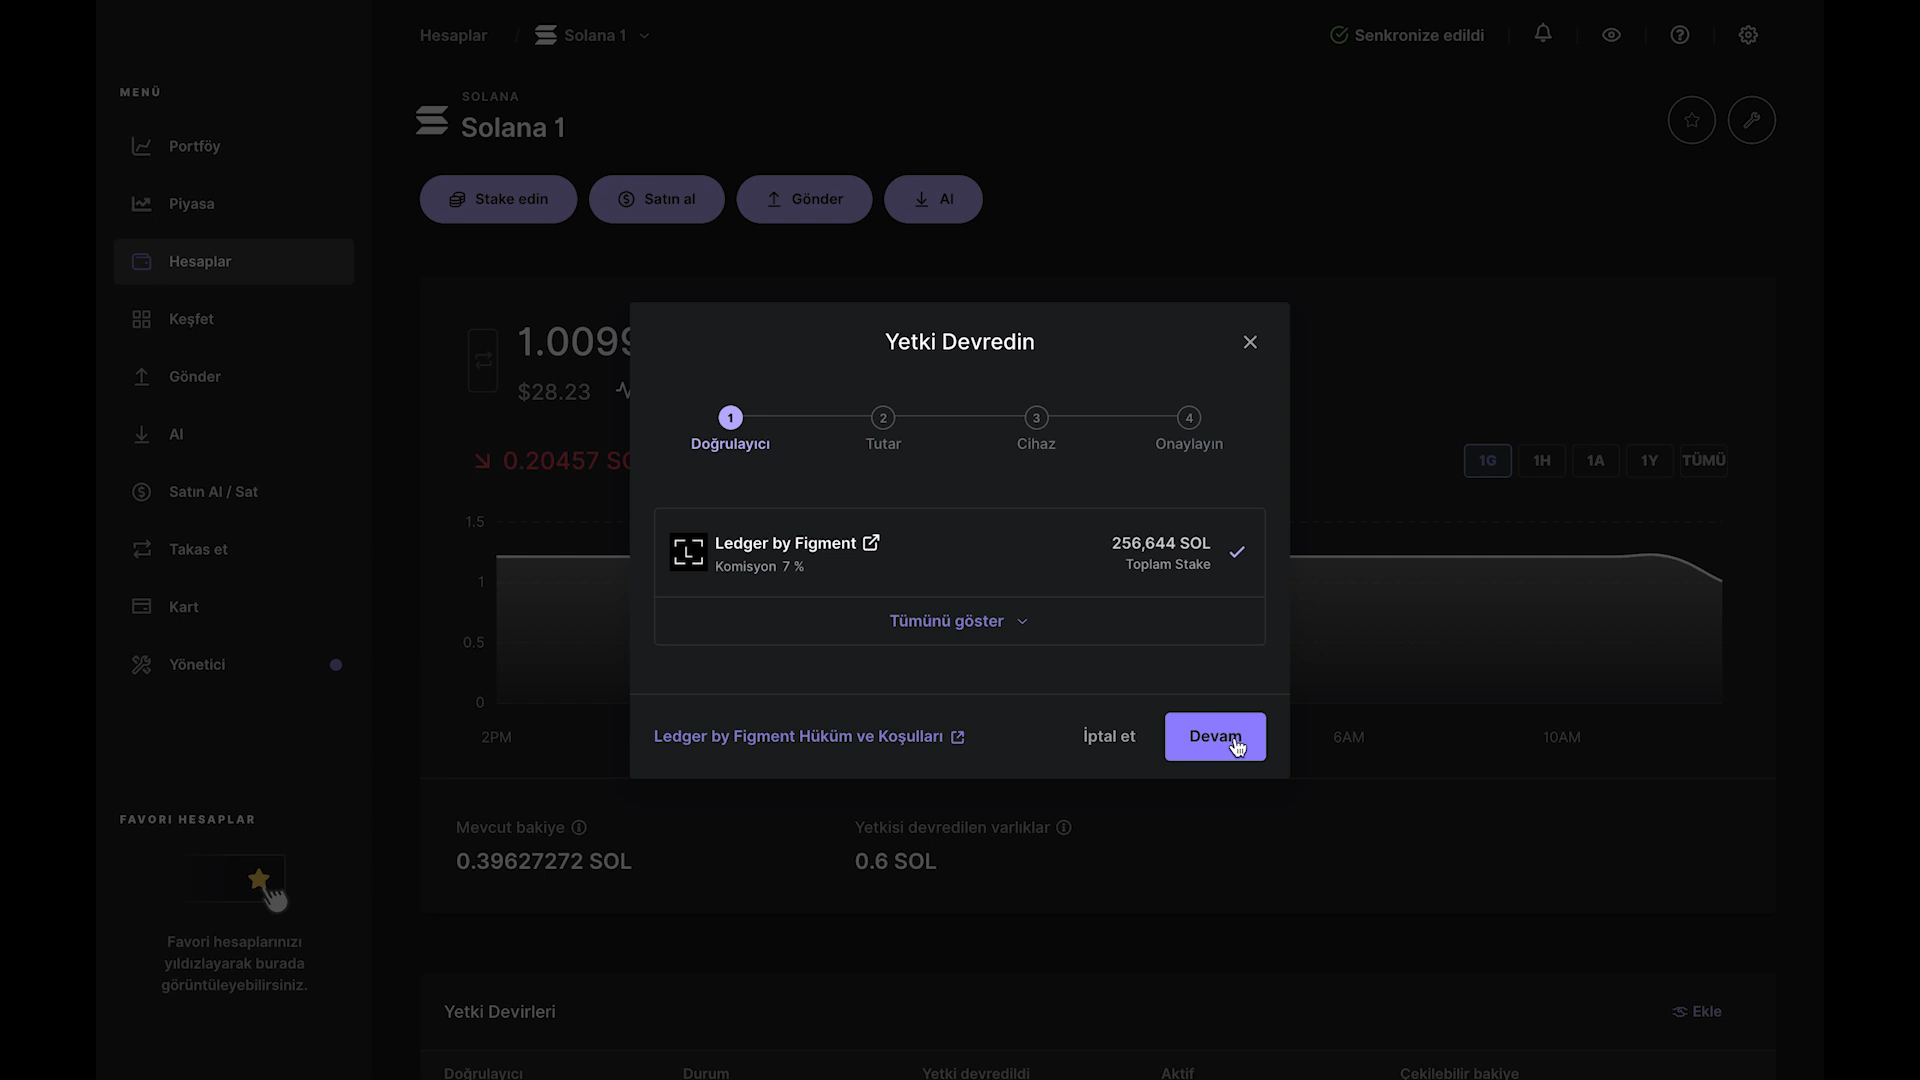 Hesaplar / Solana 1
Senkronize edildi
MENÜ
Portföy
Piyasa
Hesaplar
Keşfet
Gönder
Al
Satın Al / Sat
Takas et
Kart
Yönetici
FAVORİ HESAPLAR
Favori hesaplarınızı
yıldızlayarak burada
görüntüleyebilirsiniz.
SOLANA
Solana 1
Stake edin
Satın al
Gönder
Al
1.0099
$28.23
0.20457
1G 1H 1A 1Y TÜMÜ
1.5
1
0.5
0
2PM
6AM
10AM
Yetki Devredin
1 2 3 4
Doğrulayıcı Tutar Cihaz Onaylayın
L
Ledger by Figment
Komisyon 7 %
256,644 SOL
Toplam Stake
Tümünü göster
Ledger by Figment Hüküm ve Koşulları
İptal et
Devam
Mevcut bakiye
0.39627272 SOL
Yetkisi devredilen varlıklar
0.6 SOL
Yetki Devirleri
Ekle
Doğrulayıcı Durum Yetki devredildi Aktif Çekilebilir bakiye